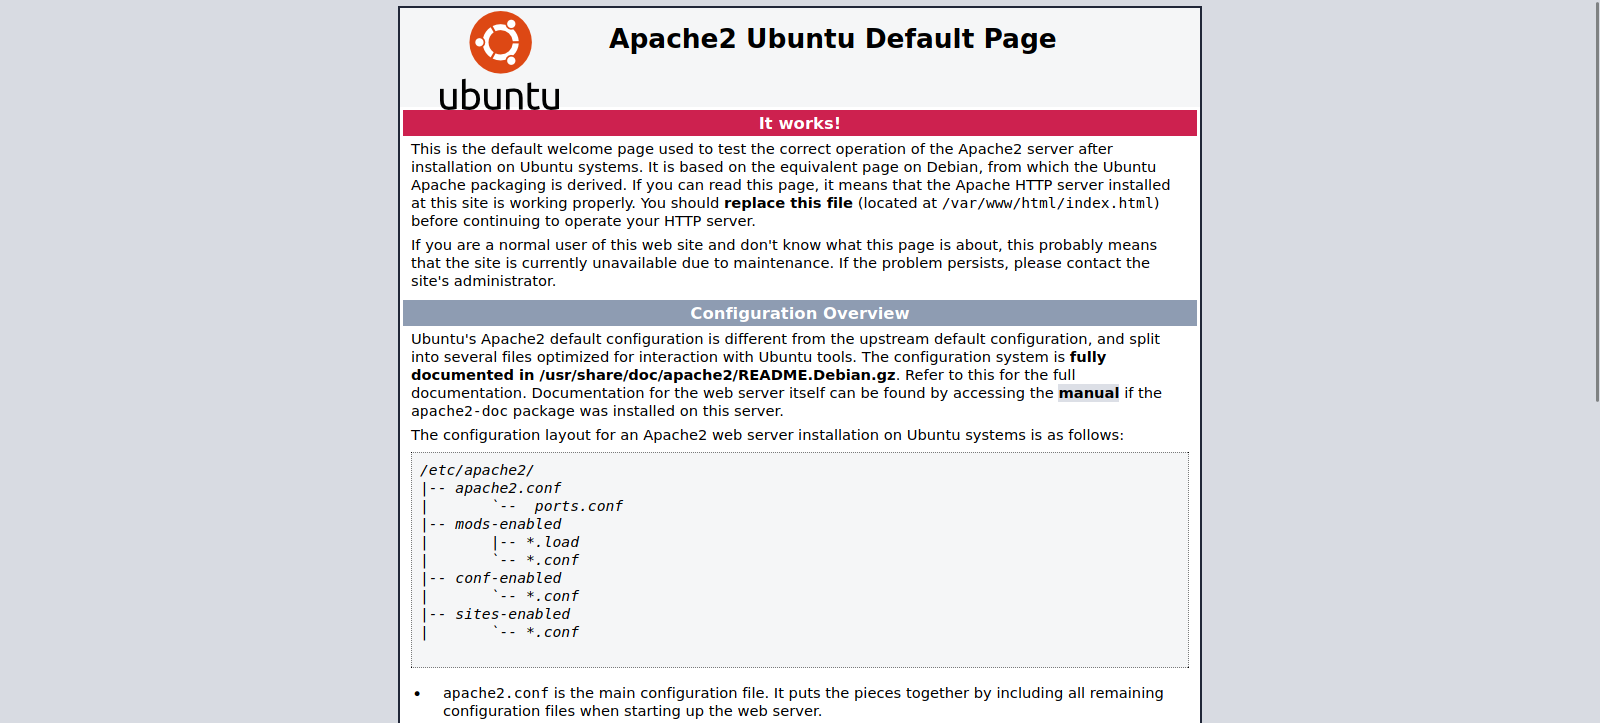 ubuntu
Apache2 Ubuntu Default Page
It works!
This is the default welcome page used to test the correct operation of the Apache2 server after
installation on Ubuntu systems. It is based on the equivalent page on Debian, from which the Ubuntu
Apache packaging is derived. If you can read this page, it means that the Apache HTTP server installed
at this site is working properly. You should replace this file (located at /var/www/html/index.html)
before continuing to operate your HTTP server.
If you are a normal user of this web site and don't know what this page is about, this probably means
that the site is currently unavailable due to maintenance. If the problem persists, please contact the
site's administrator.
Configuration Overview
Ubuntu's Apache2 default configuration is different from the upstream default configuration, and split
into several files optimized for interaction with Ubuntu tools. The configuration system is fully
documented in /usr/share/doc/apache2/README.Debian.gz. Refer to this for the full
documentation. Documentation for the web server itself can be found by accessing the manual if the
apache2-doc package was installed on this server.
The configuration layout for an Apache2 web server installation on Ubuntu systems is as follows:
/etc/apache2/
|-- apache2.conf
|       `--  ports.conf
|-- mods-enabled
|       |-- *.load
|       `-- *.conf
|-- conf-enabled
|       `-- *.conf
|-- sites-enabled
|       `-- *.conf
• apache2.conf is the main configuration file. It puts the pieces together by including all remaining
configuration files when starting up the web server.